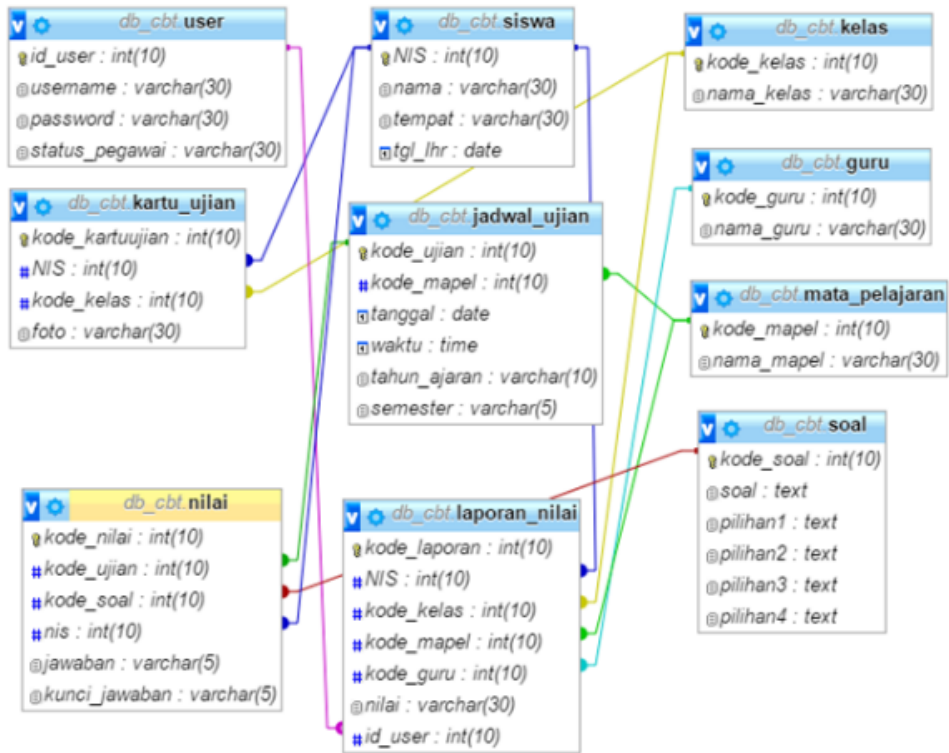 db_cbt.user
id_user : int(10)
username : varchar(30)
password : varchar(30)
status_pegawai : varchar(30)
db_cbt.siswa
NIS : int(10)
nama : varchar(30)
tempat : varchar(30)
tgl_lhr : date
db_cbt.kelas
kode_kelas : int(10)
nama_kelas : varchar(30)
db_cbt.guru
kode_guru : int(10)
nama_guru : varchar(30)
db_cbt.kartu_ujian
kode_kartuujian : int(10)
NIS : int(10)
kode_kelas : int(10)
foto : varchar(30)
db_cbt.jadwal_ujian
kode_ujian : int(10)
kode_mapel : int(10)
tanggal : date
waktu : time
tahun_ajaran : varchar(10)
semester : varchar(5)
db_cbt.mata_pelajaran
kode_mapel : int(10)
nama_mapel : varchar(30)
db_cbt.soal
kode_soal : int(10)
soal : text
pilihan1 : text
pilihan2 : text
pilihan3 : text
pilihan4 : text
db_cbt.nilai
kode_nilai : int(10)
kode_ujian : int(10)
kode_soal : int(10)
nis : int(10)
jawaban : varchar(5)
kunci_jawaban : varchar(5)
db_cbt.laporan_nilai
kode_laporan : int(10)
NIS : int(10)
kode_kelas : int(10)
kode_mapel : int(10)
kode_guru : int(10)
nilai : varchar(30)
id_user : int(10)